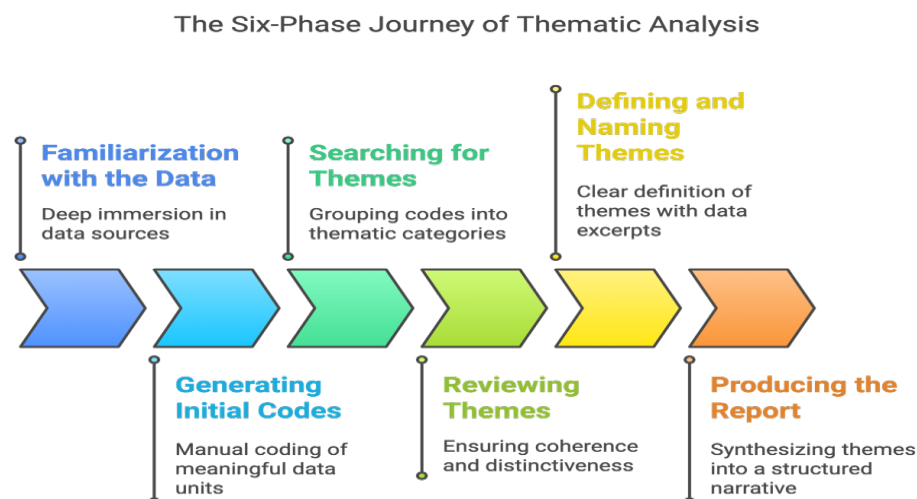 The Six-Phase Journey of Thematic Analysis
Familiarization
with the Data
Deep immersion in
data sources
Generating
Initial Codes
Manual coding of
meaningful data
units
Searching for
Themes
Grouping codes into
thematic categories
Reviewing
Themes
Ensuring coherence
and distinctiveness
Defining and
Naming
Themes
Clear definition of
themes with data
excerpts
Producing the
Report
Synthesizing themes
into a structured
narrative